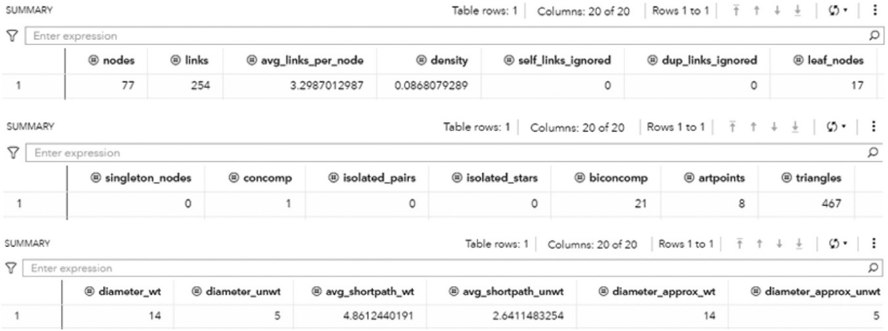 SUMMARY Table rows: 1 Columns: 20 of 20 Rows 1 to 1
Enter expression
nodes links avg_links_per_node density self_links_ignored dup_links_ignored leaf_nodes
1 77 254 3.2987012987 0.0868079289 0 0 17
SUMMARY Table rows: 1 Columns: 20 of 20 Rows 1 to 1
Enter expression
singleton_nodes concomp isolated_pairs isolated_stars biconcomp artpoints triangles
1 0 1 0 0 21 8 467
SUMMARY Table rows: 1 Columns: 20 of 20 Rows 1 to 1
Enter expression
diameter_wt diameter_unwt avg_shortpath_wt avg_shortpath_unwt diameter_approx_wt diameter_approx_unwt
1 14 5 4.8612440191 2.6411483254 14 5